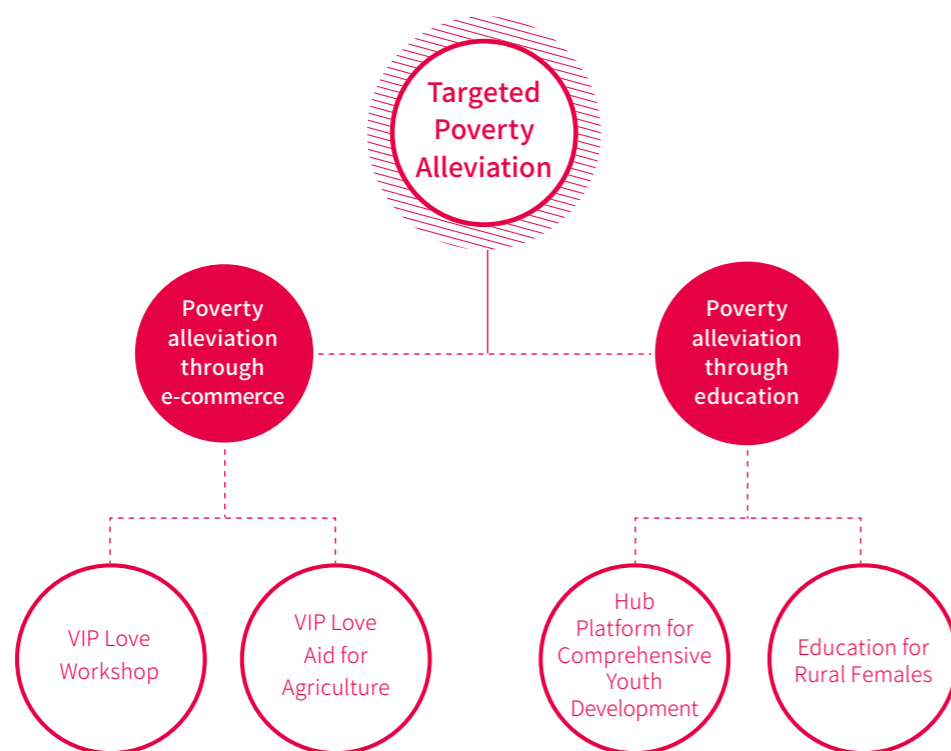 Targeted
Poverty
Alleviation
Poverty
alleviation
through
e-commerce
Poverty
alleviation
through
education
VIP Love
Workshop
VIP Love
Aid for
Agriculture
Hub
Platform for
Comprehensive
Youth
Development
Education for
Rural Females